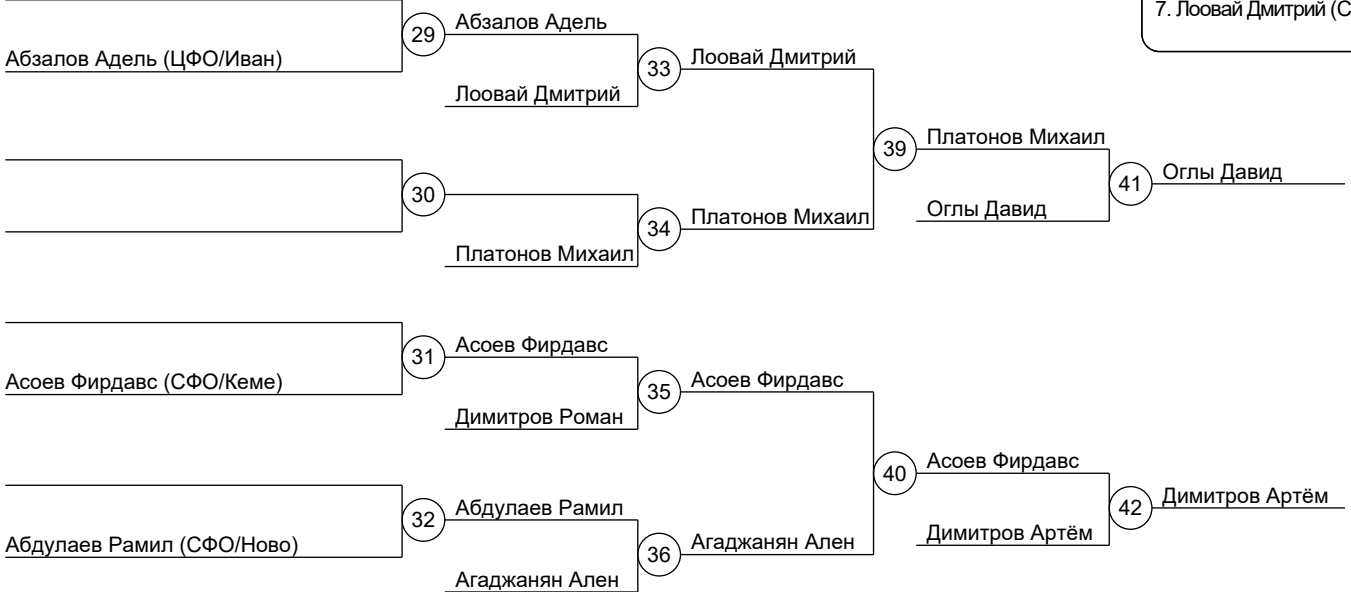 7. Лоовай Дмитрий (С
Абзалов Адель (ЦФО/Иван)
29
Абзалов Адель
Лоовай Дмитрий
33
Лоовай Дмитрий
39
Платонов Михаил
Оглы Давид
41
Оглы Давид
30
Платонов Михаил
34
Платонов Михаил
Асоев Фирдавс (СФО/Кеме)
31
Асоев Фирдавс
Димитров Роман
35
Асоев Фирдавс
40
Асоев Фирдавс
Димитров Артём
42
Димитров Артём
Абдулаев Рамил (СФО/Ново)
32
Абдулаев Рамил
Агаджанян Ален
36
Агаджанян Ален